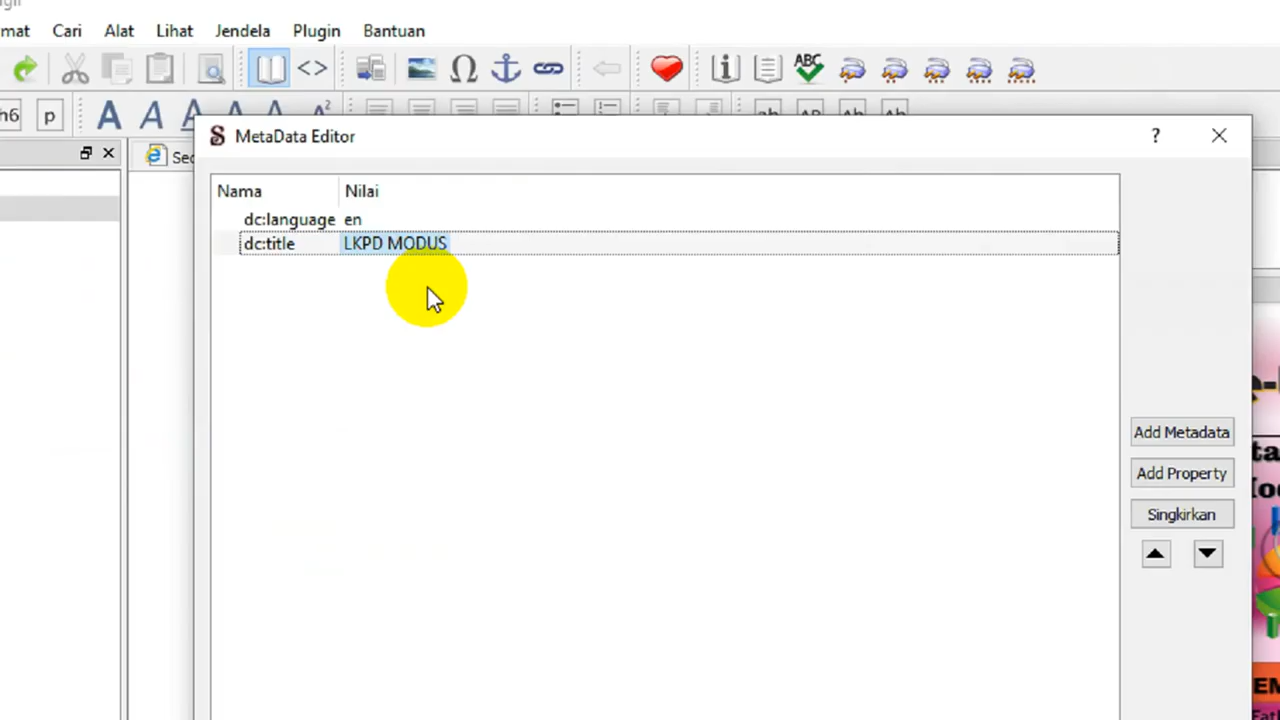 mat Cari Alat Lihat Jendela Plugin Bantuan
ABC
h6 p A A
MetaData Editor ?
Nama Nilai
dc:language en
dc:title LKPD MODUS
Add Metadata
Add Property
Singkirkan